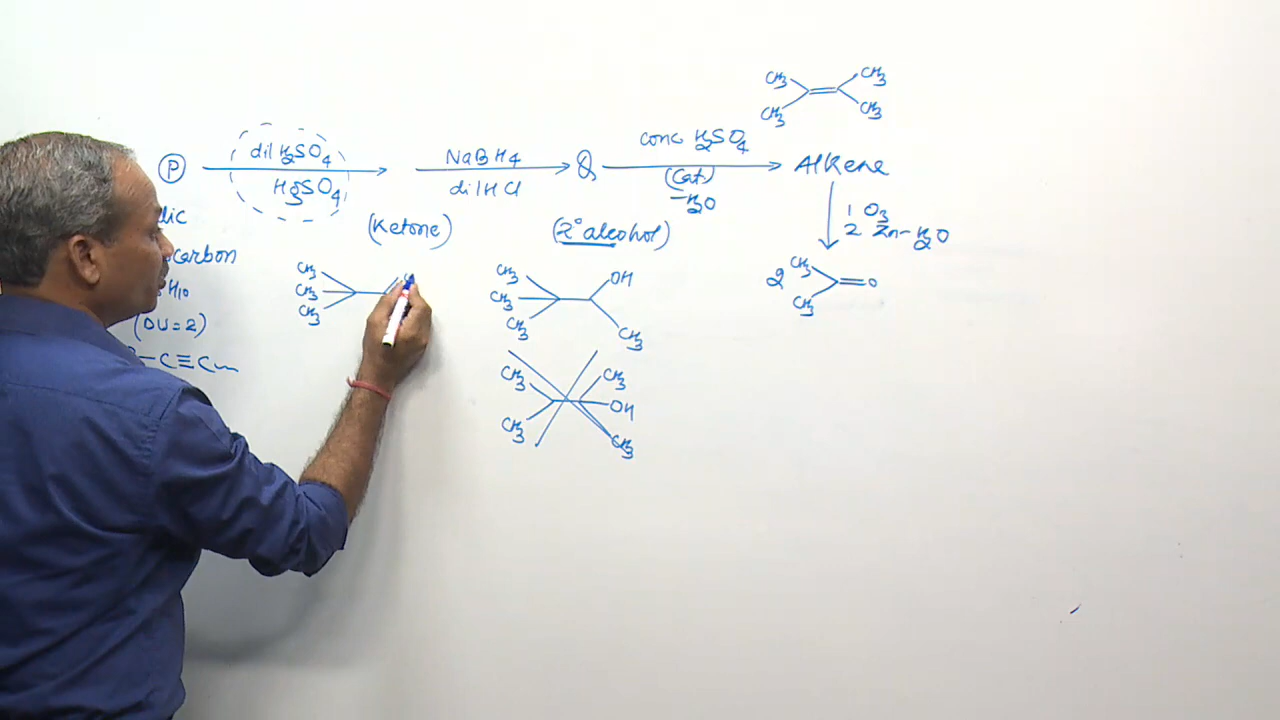 CH3 CH3
CH3 CH3
P dil H2SO4 NaBH4 Q conc H2SO4 Alkene
HgSO4 dil HCl (Cat)
-H2O
1 O3
2 Zn-H2O
dic (Ketone) (2° alcohol)
carbon
H10
(DU=2)
-C≡C
CH3
CH3
CH3
CH3 OH
CH3
CH3 CH3
CH3 CH3
OH
CH3 CH3
2 CH3 O
CH3